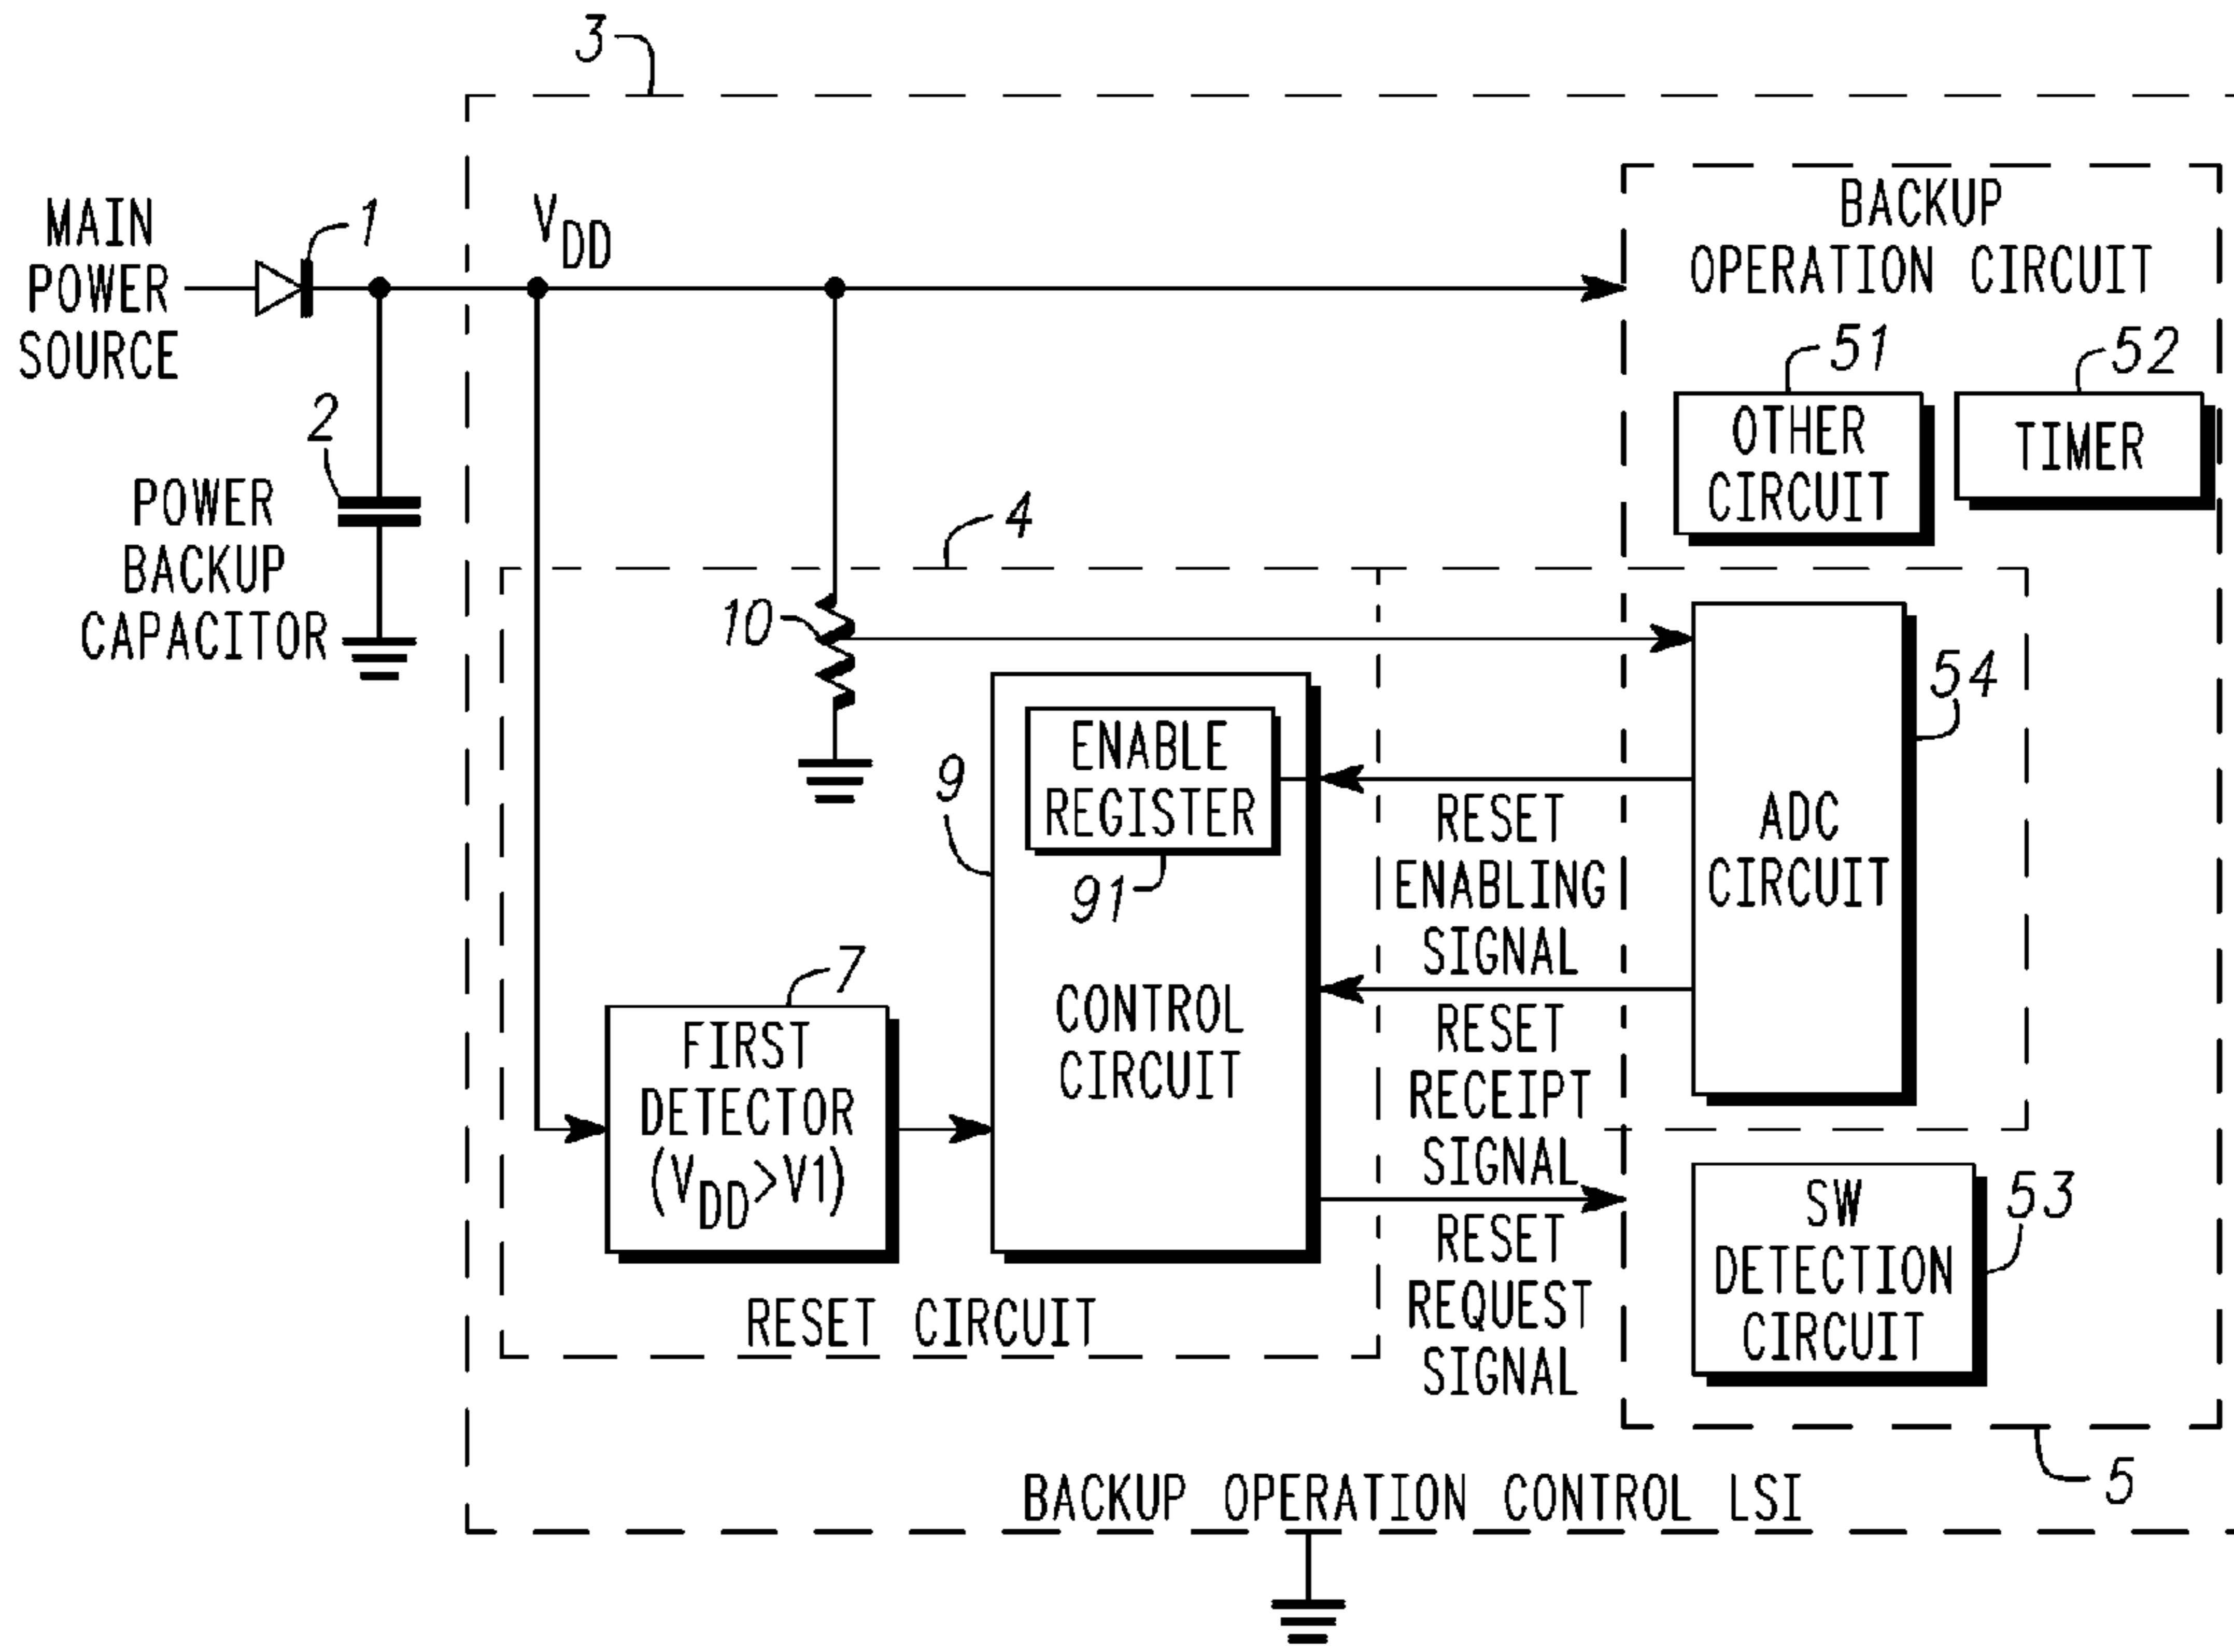 3
MAIN
POWER
SOURCE
1
VDD
BACKUP
OPERATION CIRCUIT
51
52
OTHER
CIRCUIT
TIMER
2
POWER
BACKUP
CAPACITOR
4
10
54
9
ENABLE
REGISTER
91
CONTROL
CIRCUIT
RESET
ENABLING
SIGNAL
ADC
CIRCUIT
7
FIRST
DETECTOR
(VDD>V1)
RESET
RECEIPT
SIGNAL
RESET
REQUEST
SIGNAL
SW
DETECTION
CIRCUIT
53
RESET CIRCUIT
BACKUP OPERATION CONTROL LSI
5